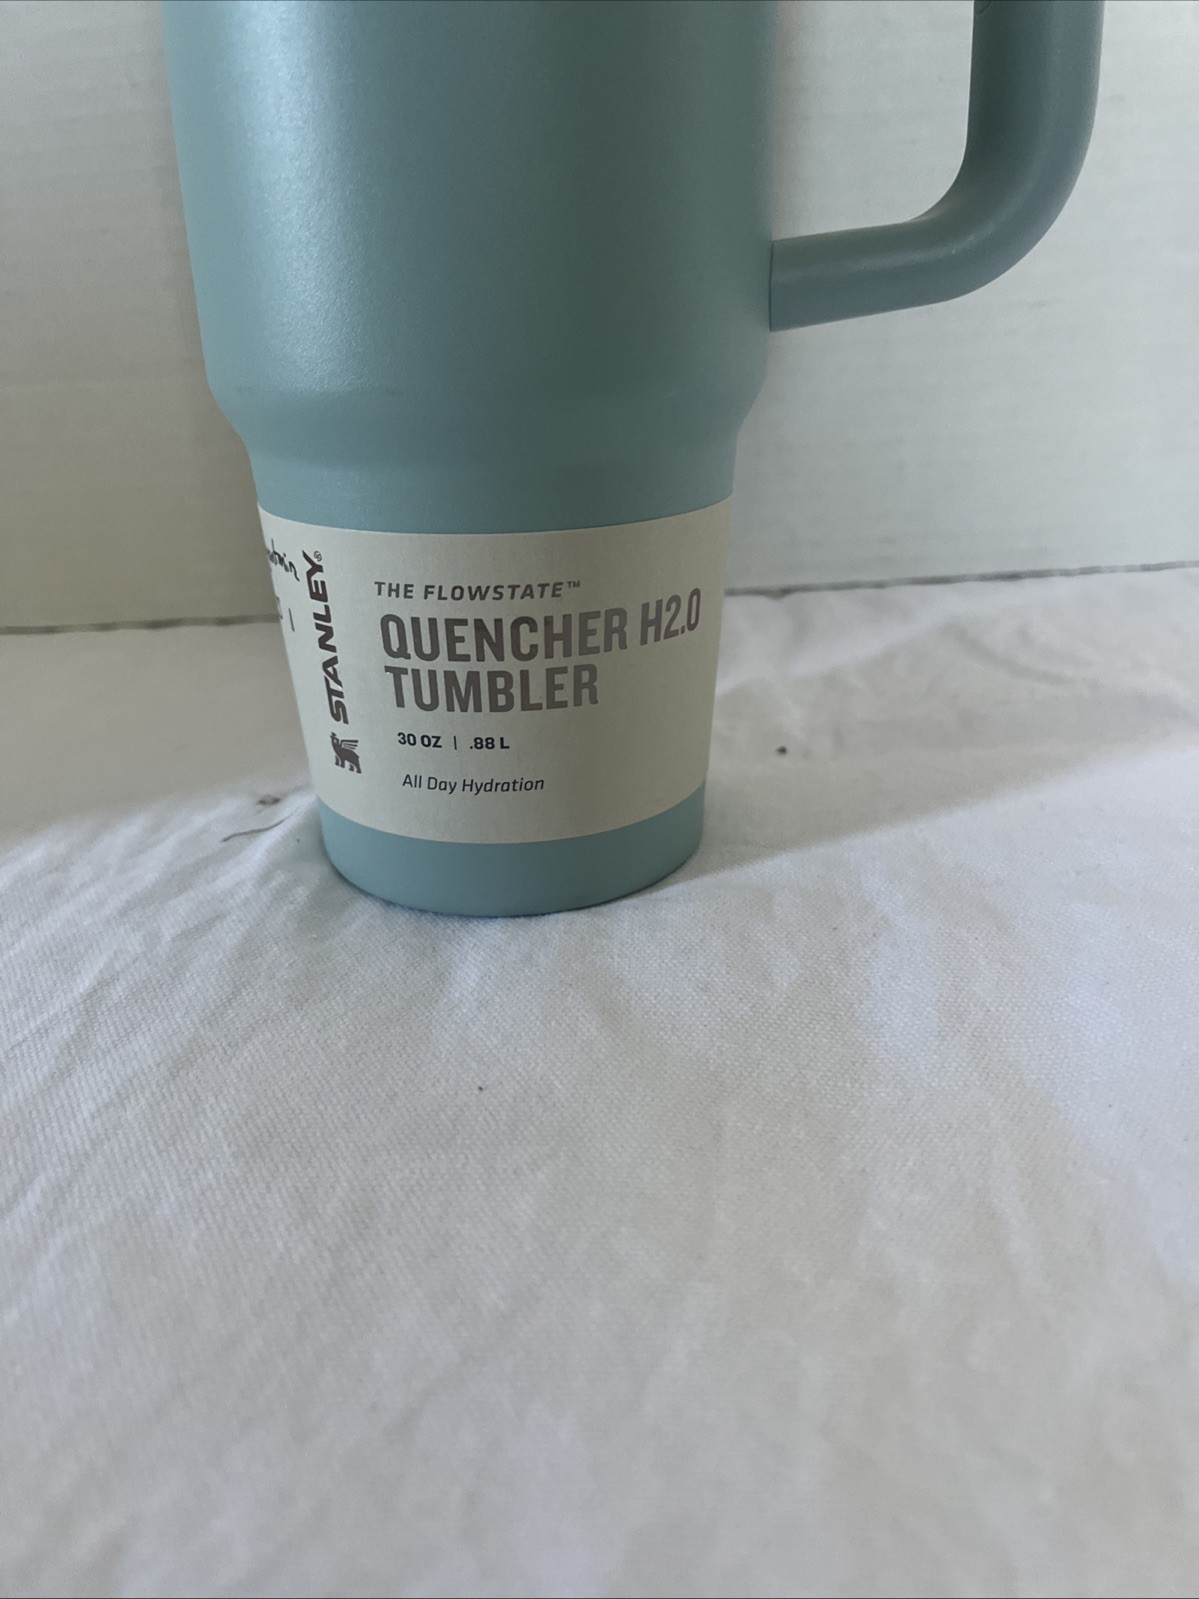 STANLEY®
THE FLOWSTATE™
QUENCHER H2.0
TUMBLER
30 OZ | .88 L
All Day Hydration